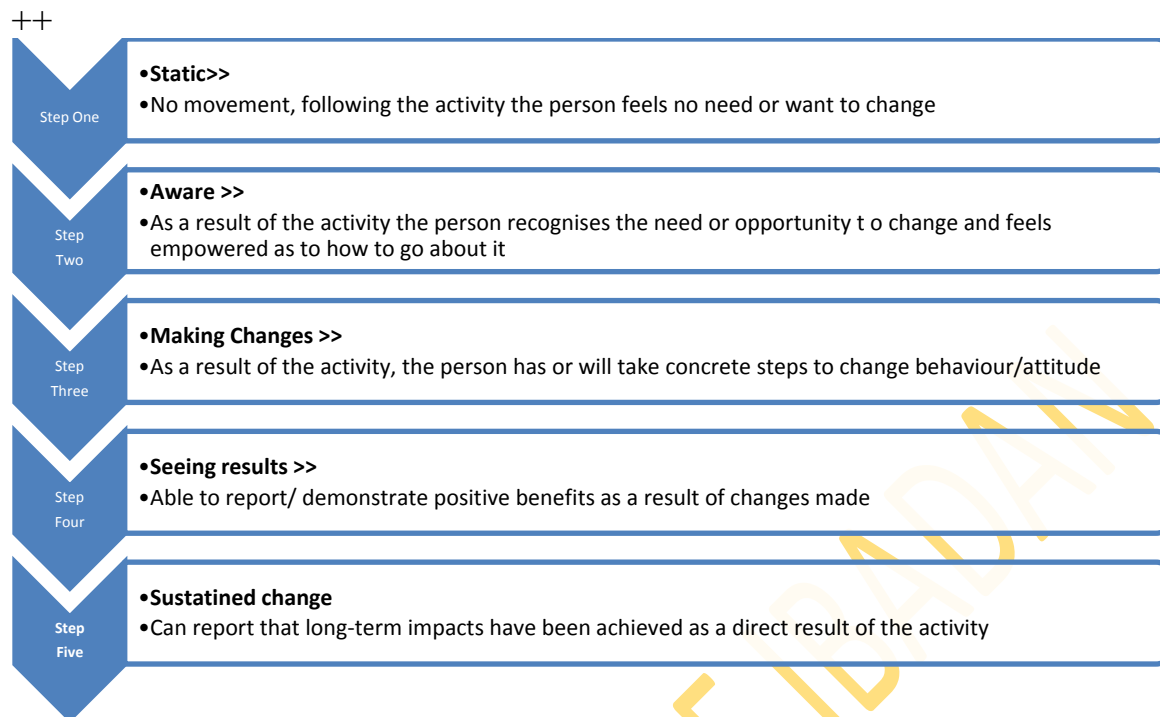 ++
Step One
•Static>>
•No movement, following the activity the person feels no need or want to change
Step
Two
•Aware >>
•As a result of the activity the person recognises the need or opportunity t o change and feels
empowered as to how to go about it
Step
Three
•Making Changes >>
•As a result of the activity, the person has or will take concrete steps to change behaviour/attitude
Step
Four
•Seeing results >>
•Able to report/ demonstrate positive benefits as a result of changes made
Step
Five
•Sustatined change
•Can report that long-term impacts have been achieved as a direct result of the activity
IBADAN